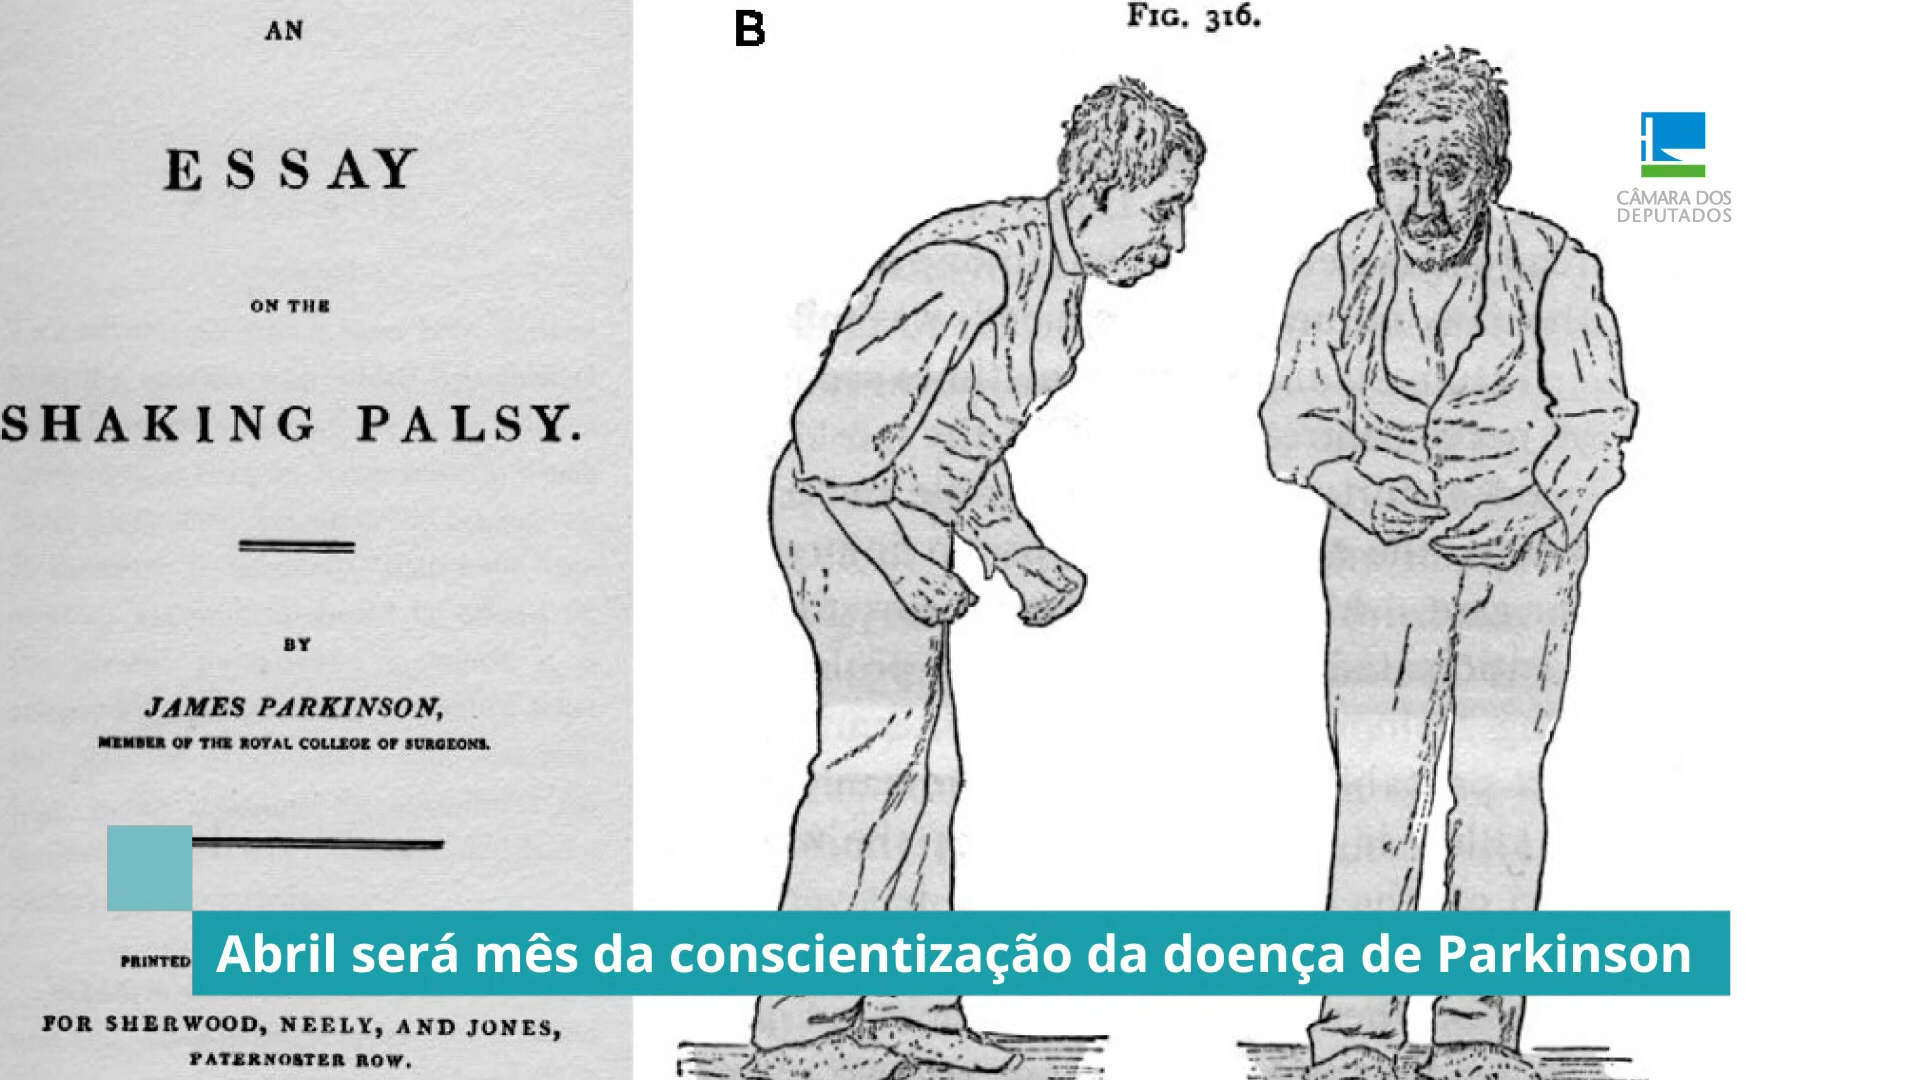 AN
ESSAY
ON THE
SHAKING PALSY.
BY
JAMES PARKINSON,
MEMBER OF THE ROYAL COLLEGE OF SURGEONS.
PRINTED
FOR SHERWOOD, NEELY, AND JONES,
PATERNOSTER ROW.
B
FIG. 316.
CÂMARA DOS
DEPUTADOS
Abril será mês da conscientização da doença de Parkinson